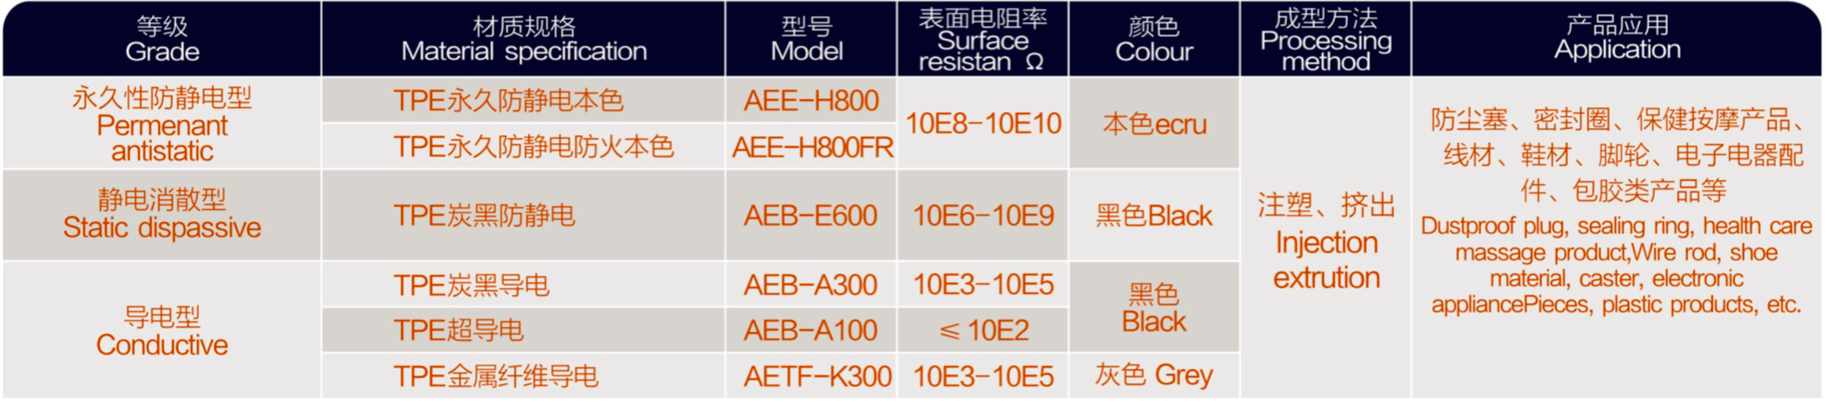 等级
Grade
材质规格
Material specification
型号
Model
表面电阻率
Surface
resistan Ω
颜色
Colour
成型方法
Processing
method
产品应用
Application
永久性防静电型
Permenant
antistatic
TPE永久防静电本色
AEE-H800
TPE永久防静电防火本色
AEE-H800FR
10E8-10E10
本色ecru
静电消散型
Static dispassive
TPE炭黑防静电
AEB-E600
10E6-10E9
黑色Black
导电型
Conductive
TPE炭黑导电
AEB-A300
10E3-10E5
TPE超导电
AEB-A100
≤ 10E2
黑色
Black
TPE金属纤维导电
AETF-K300
10E3-10E5
灰色 Grey
注塑、挤出
Injection
extrution
防尘塞、密封圈、保健按摩产品、
线材、鞋材、脚轮、电子电器配
件、包胶类产品等
Dustproof plug, sealing ring, health care
massage product,Wire rod, shoe
material, caster, electronic
appliancePieces, plastic products, etc.